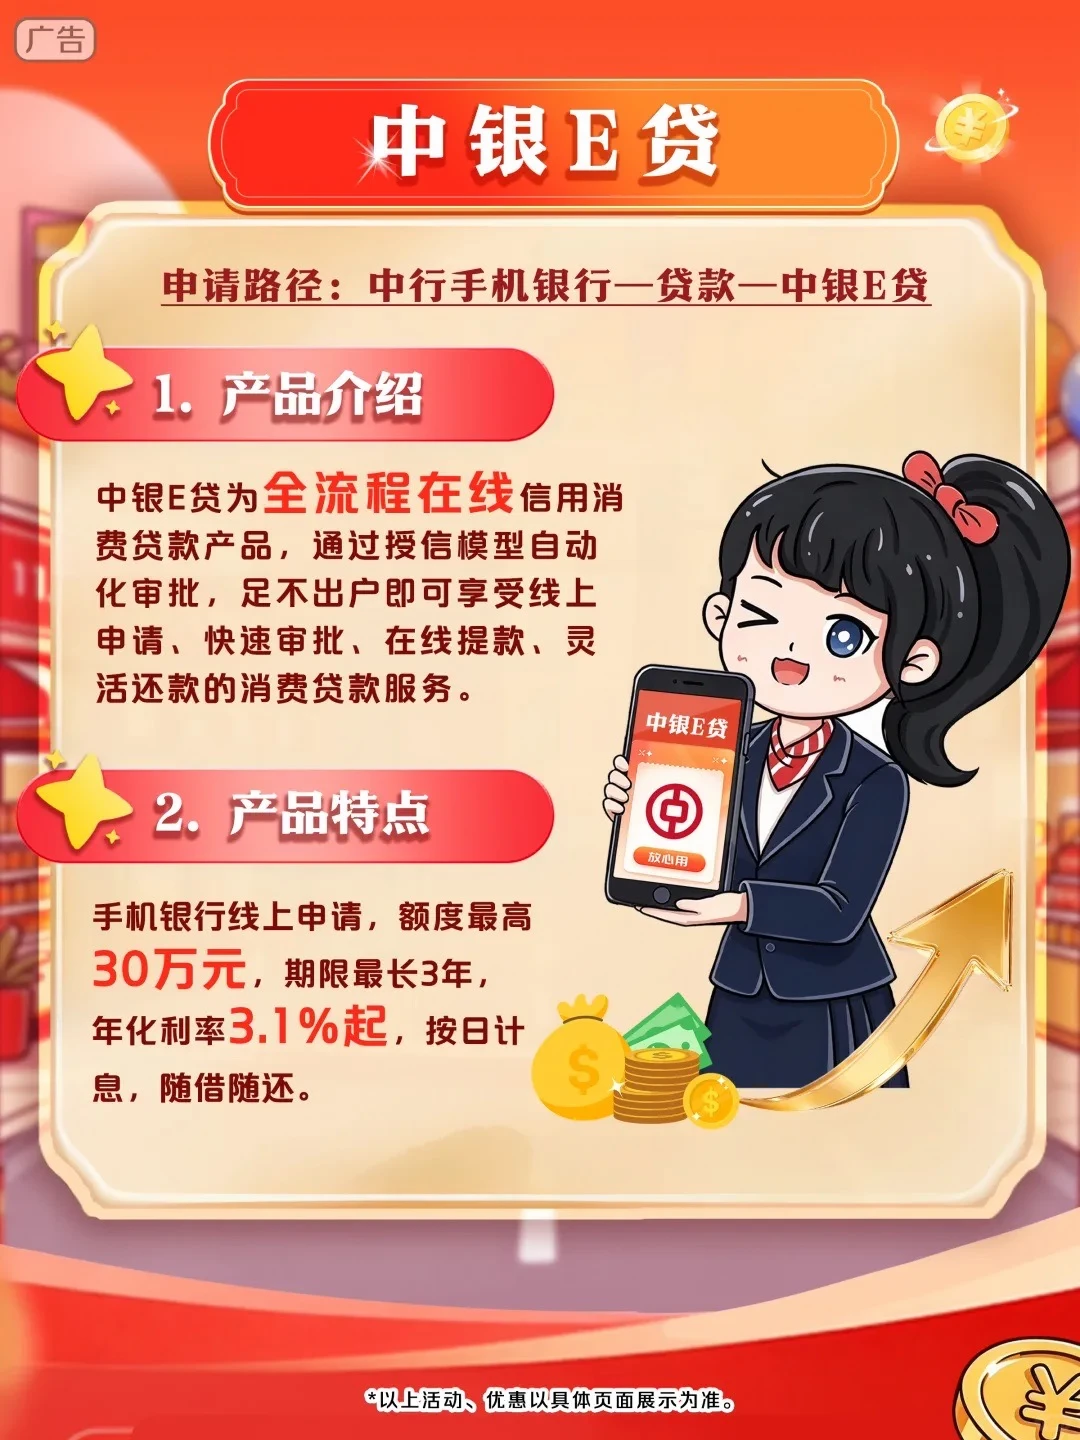 广告
中银E贷
申请路径：中行手机银行—贷款—中银E贷
1. 产品介绍
中银E贷为全流程在线信用消
费贷款产品，通过授信模型自动
化审批，足不出户即可享受线上
申请、快速审批、在线提款、灵
活还款的消费贷款服务。
中银E贷
放心用
2. 产品特点
手机银行线上申请，额度最高
30万元，期限最长3年，
年化利率3.1%起，按日计
息，随借随还。
*以上活动、优惠以具体页面展示为准。